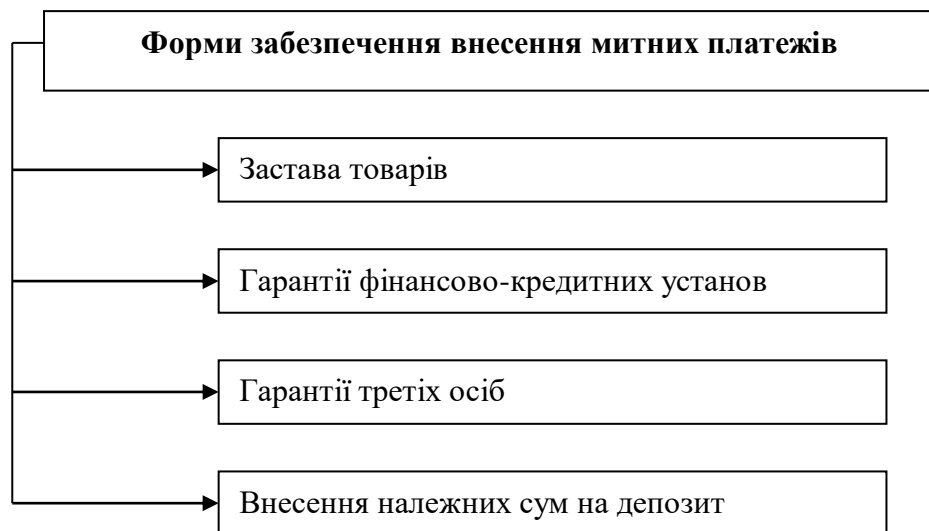 Форми забезпечення внесення митних платежів
Застава товарів
Гарантії фінансово-кредитних установ
Гарантії третіх осіб
Внесення належних сум на депозит